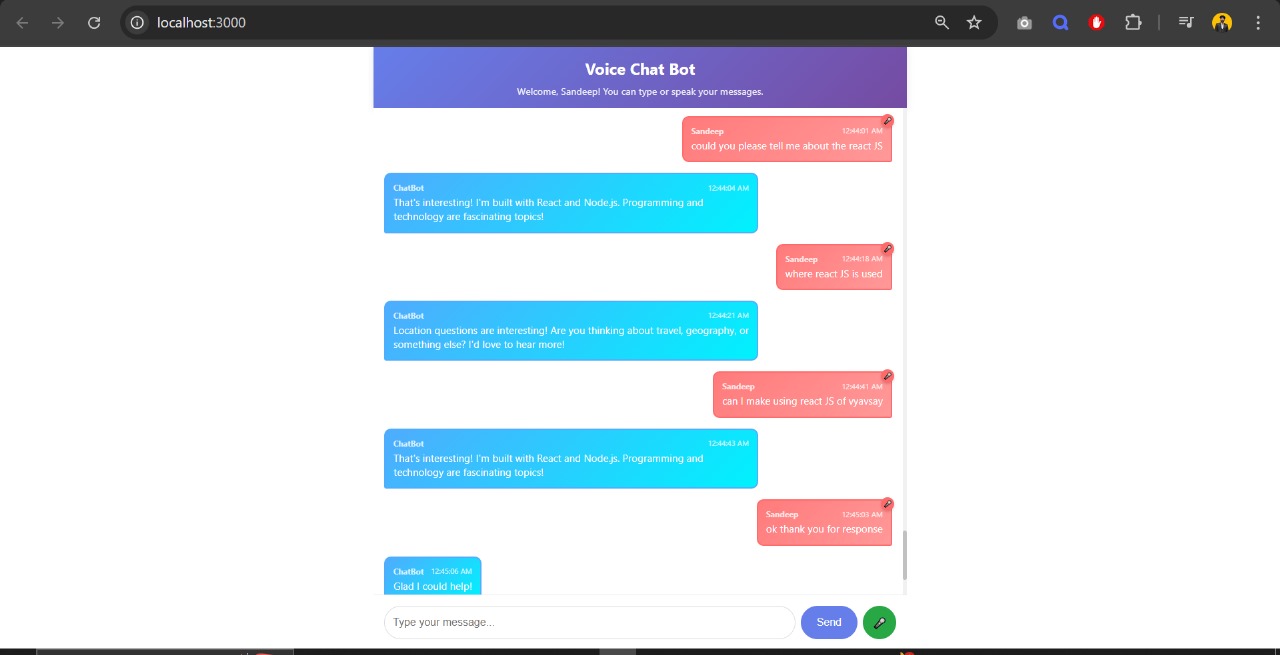 localhost:3000
Voice Chat Bot
Welcome, Sandeep! You can type or speak your messages.
Sandeep 12:44:01 AM
could you please tell me about the react JS
ChatBot 12:44:04 AM
That's interesting! I'm built with React and Node.js. Programming and
technology are fascinating topics!
Sandeep 12:44:18 AM
where react JS is used
ChatBot 12:44:21 AM
Location questions are interesting! Are you thinking about travel, geography, or
something else? I'd love to hear more!
Sandeep 12:44:41 AM
can I make using react JS of vyavsay
ChatBot 12:44:43 AM
That's interesting! I'm built with React and Node.js. Programming and
technology are fascinating topics!
Sandeep 12:45:03 AM
ok thank you for response
ChatBot 12:45:06 AM
Glad I could help!
Type your message...
Send